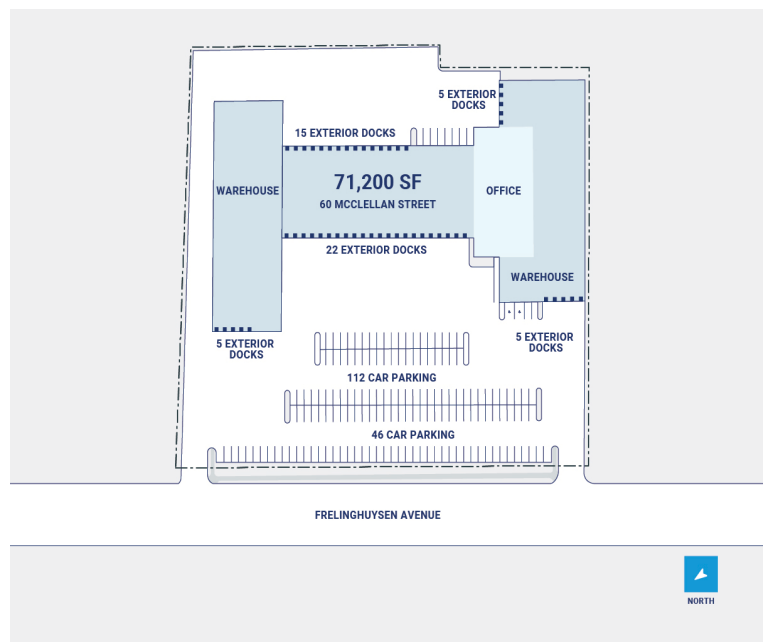 5 EXTERIOR
DOCKS
15 EXTERIOR DOCKS
71,200 SF
WAREHOUSE
OFFICE
60 MCCLELLAN STREET
22 EXTERIOR DOCKS
WAREHOUSE
5 EXTERIOR
DOCKS
5 EXTERIOR
DOCKS
112 CAR PARKING
46 CAR PARKING
FRELINGHUYSEN AVENUE
NORTH